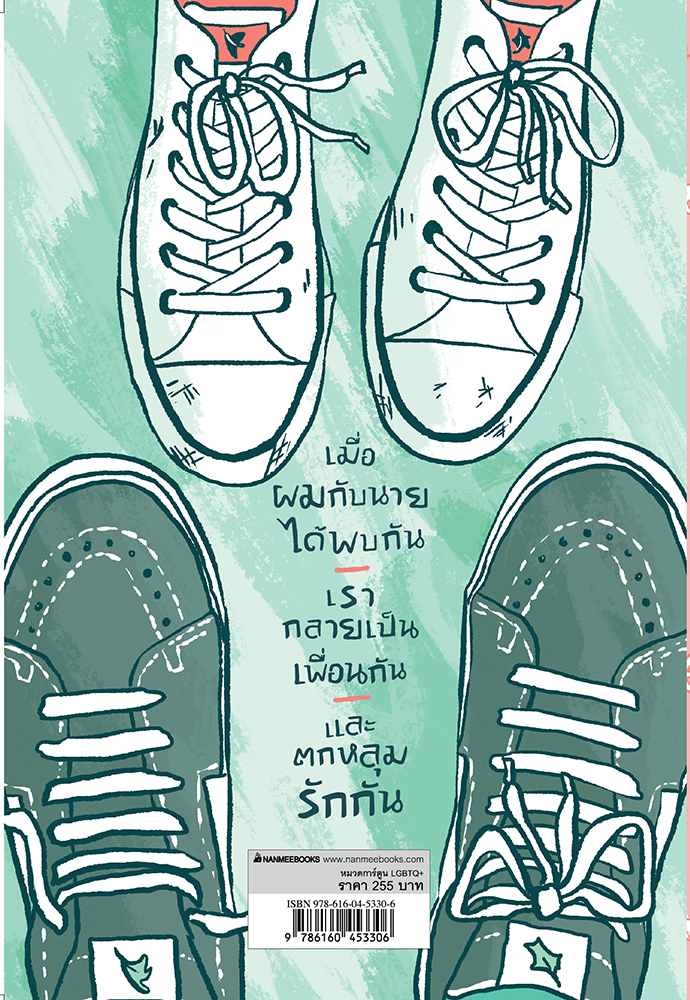 เมื่อ
ผมกับนาย
ได้พบกัน
เรา
กลายเป็น
เพื่อนกัน
และ
ตกหลุม
รักกัน
NANMEEBOOKS www.nanmeebooks.com
หมวดการ์ตูน LGBTQ+
ราคา 255 บาท
ISBN 978-616-04-5330-6
9 786160 453306